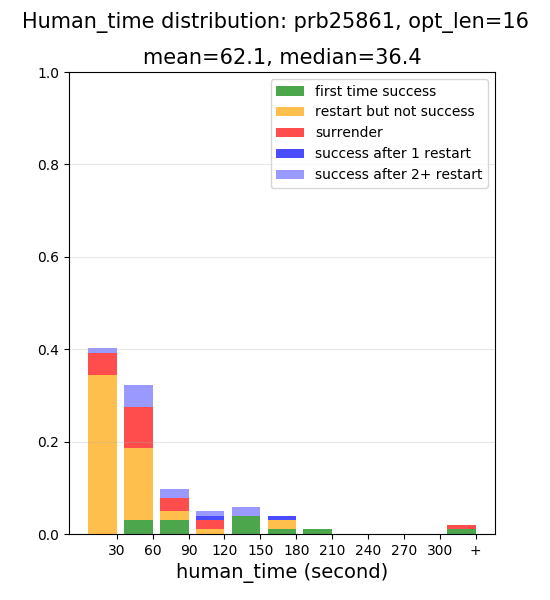 Human_time distribution: prb25861, opt_len=16
mean=62.1, median=36.4
1.0
0.8
0.6
0.4
0.2
0.0
first time success
restart but not success
surrender
success after 1 restart
success after 2+ restart
30 60 90 120 150 180 210 240 270 300 +
human_time (second)